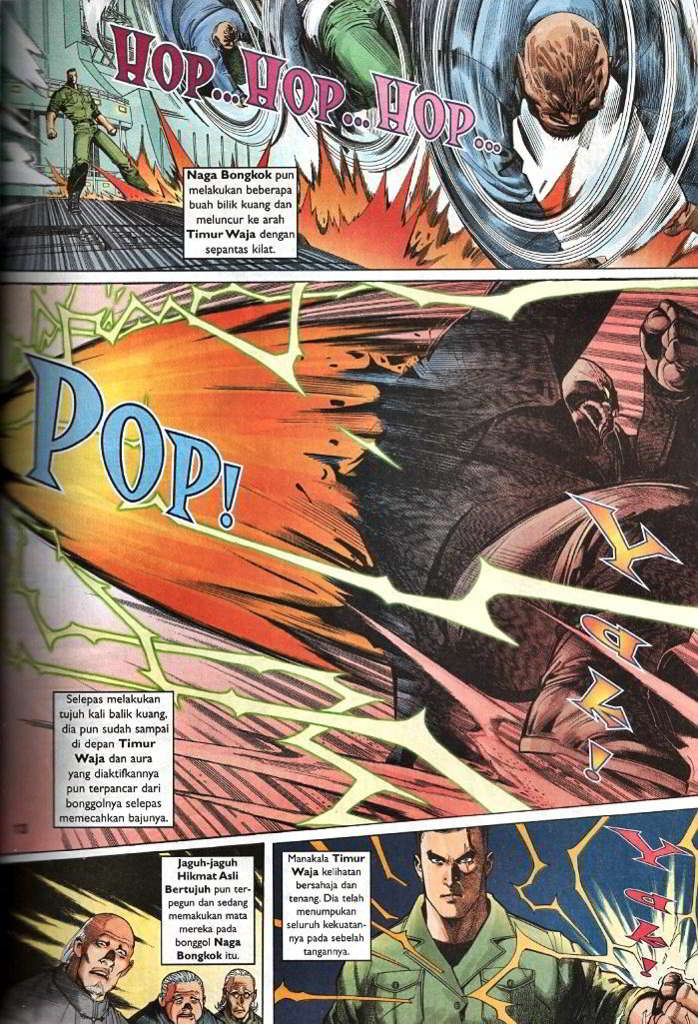 HOP... HOP... HOP...
Naga Bongkok pun
melakukan beberapa
buah bilik kuang dan
meluncur ke arah
Timur Waja dengan
sepantas kilat.
POP!
YAN!
Selepas melakukan
tujuh kali balik kuang,
dia pun sudah sampai
di depan Timur
Waja dan aura
yang diaktifkannya
pun terpancar dari
bonggolnya selepas
memecahkan bajunya.
Jaguh-jaguh
Hikmat Asli
Bertujuh pun ter-
pegun dan sedang
memakukan mata
mereka pada
bonggol Naga
Bongkok itu.
Manakala Timur
Waja kelihatan
bersahaja dan
tenang. Dia telah
menumpukan
seluruh kekuatan-
nya pada sebelah
tangannya.